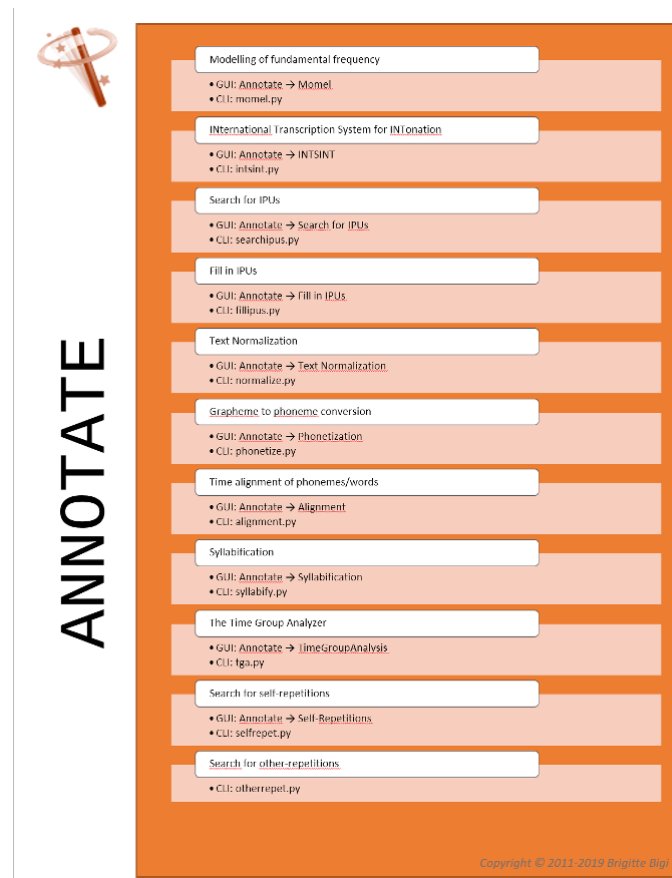 ANNOTATE
Modelling of fundamental frequency
• GUI: Annotate → Momel
• CLI: momel.py
INternational Transcription System for INTonation
• GUI: Annotate → INTSINT
• CLI: intsint.py
Search for IPUs
• GUI: Annotate → Search for IPUs
• CLI: searchipus.py
Fill in IPUs
• GUI: Annotate → Fill in IPUs
• CLI: fillipus.py
Text Normalization
• GUI: Annotate → Text Normalization
• CLI: normalize.py
Grapheme to phoneme conversion
• GUI: Annotate → Phonetization
• CLI: phonetize.py
Time alignment of phonemes/words
• GUI: Annotate → Alignment
• CLI: alignment.py
Syllabification
• GUI: Annotate → Syllabification
• CLI: syllabify.py
The Time Group Analyzer
• GUI: Annotate → TimeGroupAnalysis
• CLI: tga.py
Search for self-repetitions
• GUI: Annotate → Self-Repetitions
• CLI: selfrepet.py
Search for other-repetitions
• CLI: otherrepet.py
Copyright © 2011-2019 Brigitte Bigi